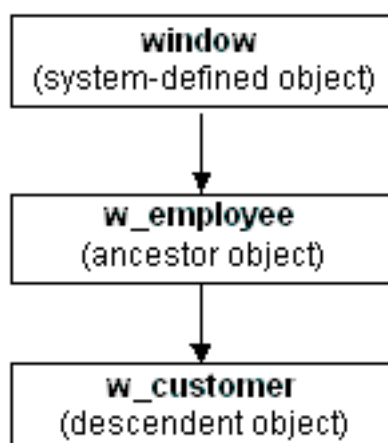 window
(system-defined object)
w_employee
(ancestor object)
w_customer
(descendent object)